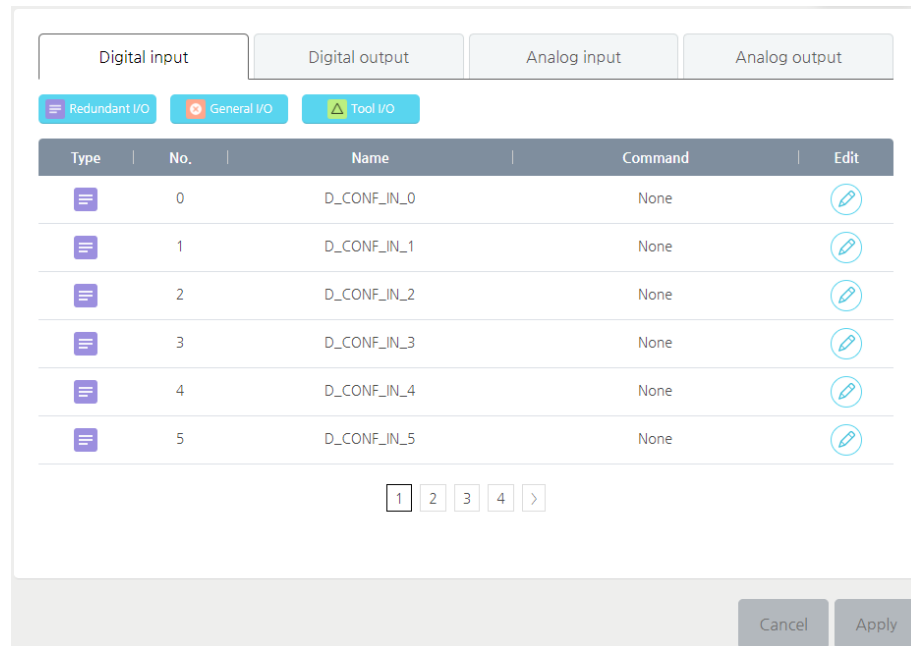 Digital input Digital output Analog input Analog output
Redundant I/O General I/O Tool I/O
Type No. Name Command Edit
0 D_CONF_IN_0 None
1 D_CONF_IN_1 None
2 D_CONF_IN_2 None
3 D_CONF_IN_3 None
4 D_CONF_IN_4 None
5 D_CONF_IN_5 None
1 2 3 4 >
Cancel Apply